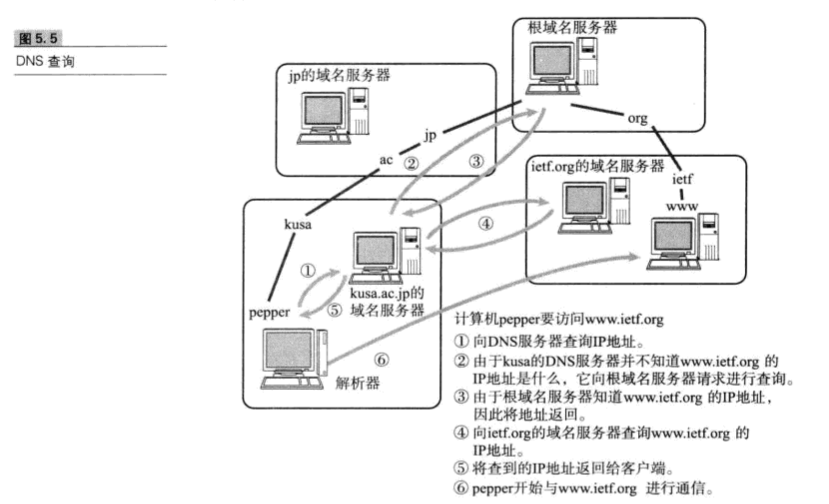 图5.5
DNS 查询
根域名服务器
jp的域名服务器
org
jp
ac
②
③
ietf.org的域名服务器
ietf
www
kusa
④
①
kusa.ac.jp的
域名服务器
pepper
⑤
⑥
解析器
计算机pepper要访问www.ietf.org
① 向DNS服务器查询IP地址。
② 由于kusa的DNS服务器并不知道www.ietf.org 的
IP地址是什么，它向根域名服务器请求进行查询。
③ 由于根域名服务器知道www.ietf.org 的IP地址，
因此将地址返回。
④ 向ietf.org的域名服务器查询www.ietf.org 的
IP地址。
⑤ 将查到的IP地址返回给客户端。
⑥ pepper开始与www.ietf.org 进行通信。